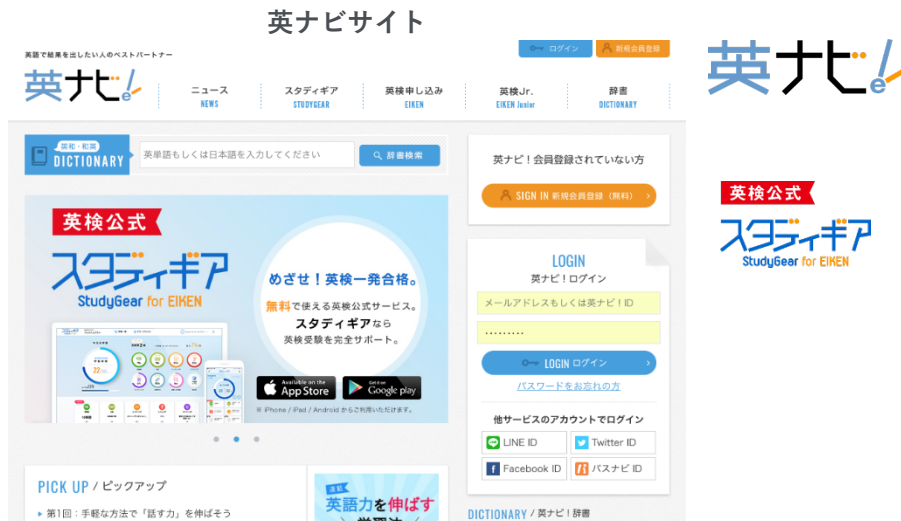 英ナビサイト
英語で結果を出したい人のベストパートナー
ログイン
新規会員登録
英ナビ!
ニュース
NEWS
スタディギア
STUDYGEAR
英検申し込み
EIKEN
英検Jr.
EIKEN Junior
辞書
DICTIONARY
英和・和英
DICTIONARY
英単語もしくは日本語を入力してください
辞書検索
英検公式
スタディギア
StudyGear for EIKEN
めざせ!英検一発合格。
無料で使える英検公式サービス。
スタディギアなら
英検受験を完全サポート。
Available on the
App Store
Get it on
Google play
※ iPhone / iPad / Android からご利用いただけます。
英ナビ!会員登録されていない方
SIGN IN 新規会員登録(無料)
LOGIN
英ナビ!ログイン
メールアドレスもしくは英ナビ!ID
.........
LOGIN ログイン
パスワードをお忘れの方
他サービスのアカウントでログイン
LINE ID
Twitter ID
Facebook ID
パスナビ ID
PICK UP / ピックアップ
第1回:手軽な方法で「話す力」を伸ばそう
連載
英語力を伸ばす
DICTIONARY / 英ナビ!辞書
英ナビ!
英検公式
スタディギア
StudyGear for EIKEN